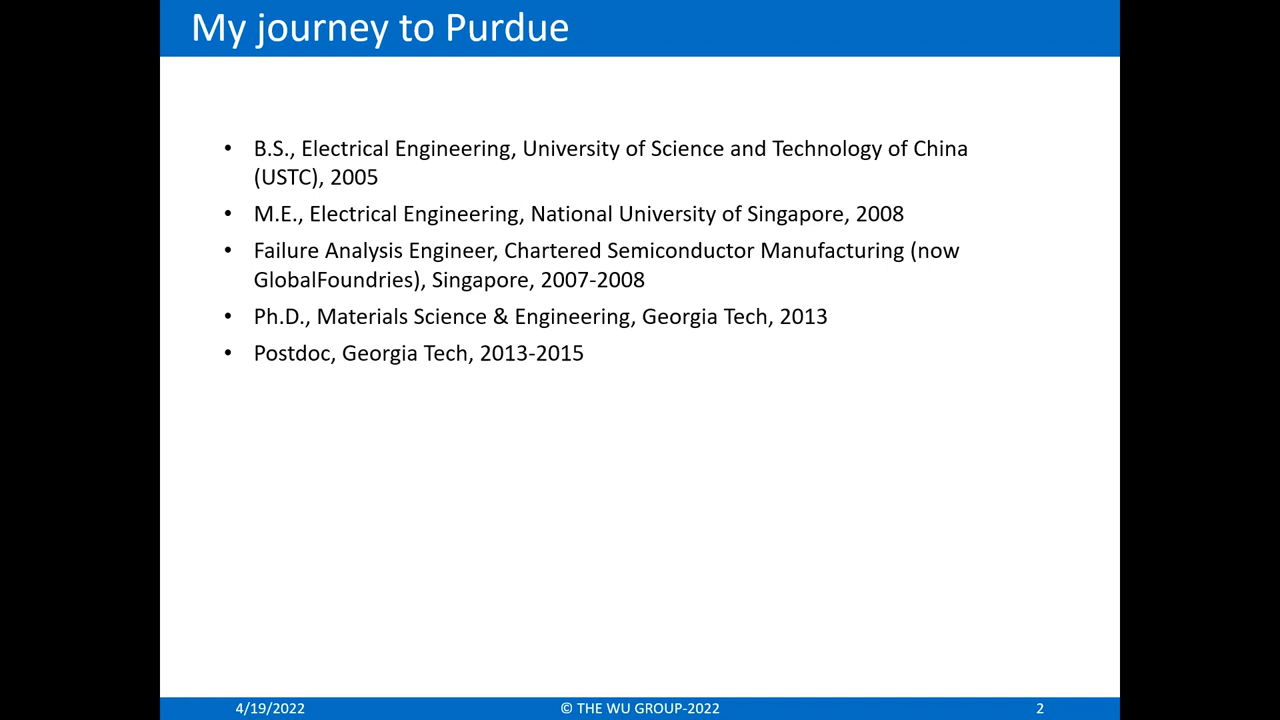 My journey to Purdue
• B.S., Electrical Engineering, University of Science and Technology of China
(USTC), 2005
• M.E., Electrical Engineering, National University of Singapore, 2008
• Failure Analysis Engineer, Chartered Semiconductor Manufacturing (now
GlobalFoundries), Singapore, 2007-2008
• Ph.D., Materials Science & Engineering, Georgia Tech, 2013
• Postdoc, Georgia Tech, 2013-2015
4/19/2022 © THE WU GROUP-2022 2